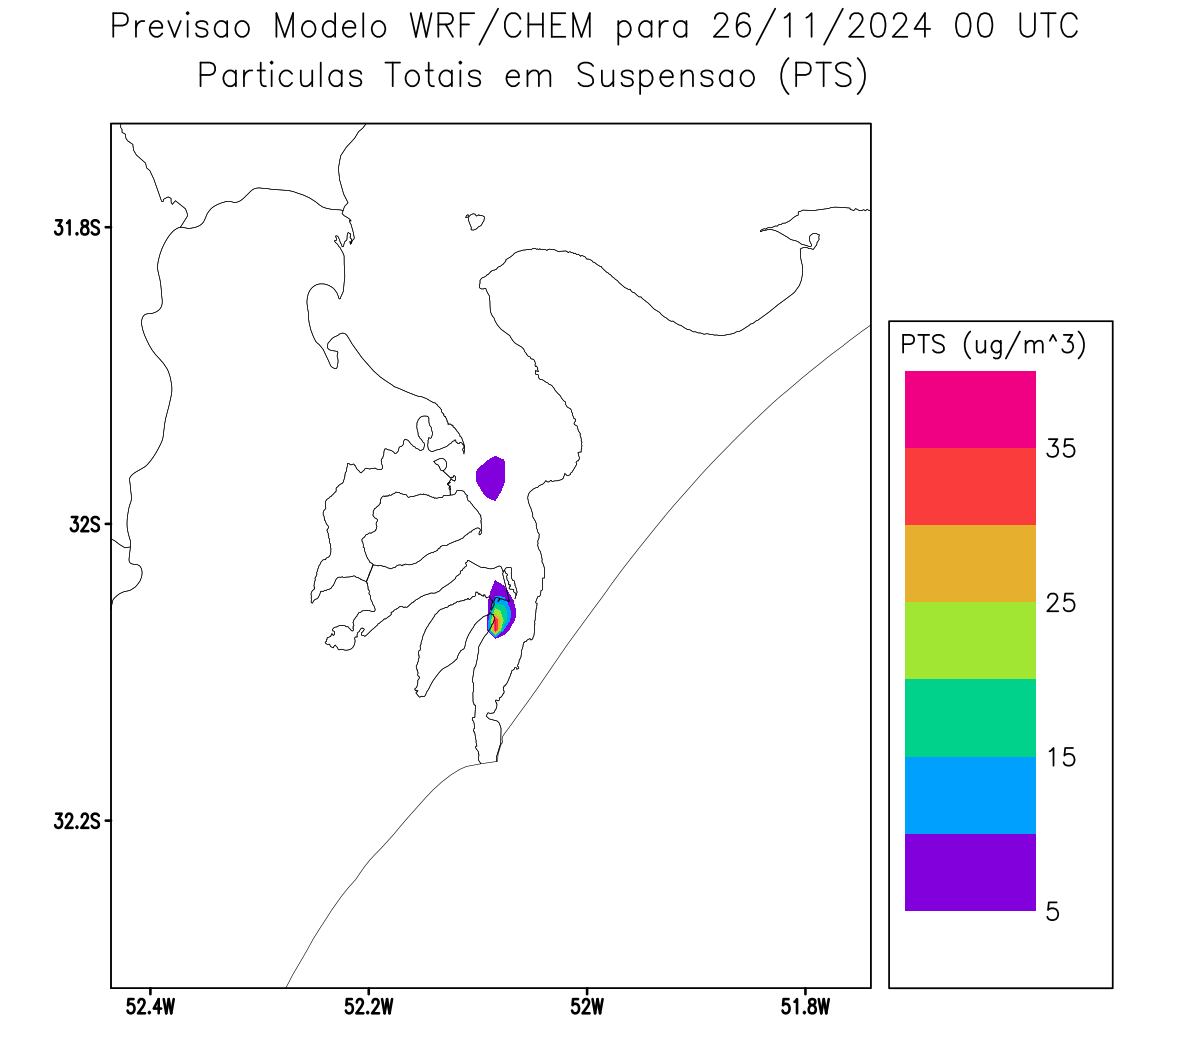 Previsao Modelo WRF/CHEM para 26/11/2024 00 UTC
Particulas Totais em Suspensao (PTS)
31.8S
32S
32.2S
52.4W
52.2W
52W
51.8W
PTS (ug/m^3)
35
25
15
5